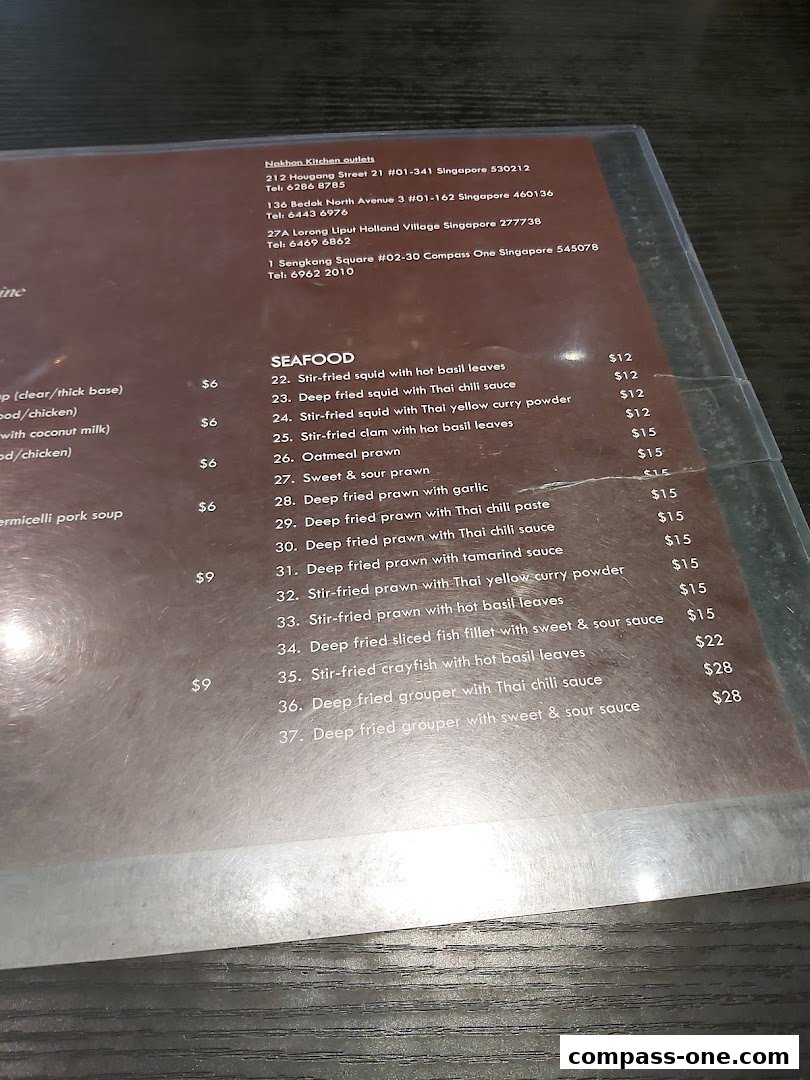 Nakhon Kitchen outlets
212 Hougang Street 21 #01-341 Singapore 530212
Tel: 6286 8785
136 Bedok North Avenue 3 #01-162 Singapore 460136
Tel: 6443 6976
27A Lorong Liput Holland Village Singapore 277738
Tel: 6469 6862
1 Sengkang Square #02-30 Compass One Singapore 545078
Tel: 6962 2010
ine
p (clear/thick base) $6
ood/chicken)
with coconut milk) $6
od/chicken)
$6
ermicelli pork soup $6
$9
$9
SEAFOOD
22. Stir-fried squid with hot basil leaves $12
23. Deep fried squid with Thai chili sauce $12
24. Stir-fried squid with Thai yellow curry powder $12
25. Stir-fried clam with hot basil leaves $12
26. Oatmeal prawn $15
27. Sweet & sour prawn $15
28. Deep fried prawn with garlic $15
29. Deep fried prawn with Thai chili paste $15
30. Deep fried prawn with Thai chili sauce $15
31. Deep fried prawn with tamarind sauce $15
32. Stir-fried prawn with Thai yellow curry powder $15
33. Stir-fried prawn with hot basil leaves $15
34. Deep fried sliced fish fillet with sweet & sour sauce $15
35. Stir-fried crayfish with hot basil leaves $22
36. Deep fried grouper with Thai chili sauce $28
37. Deep fried grouper with sweet & sour sauce $28
compass-one.com